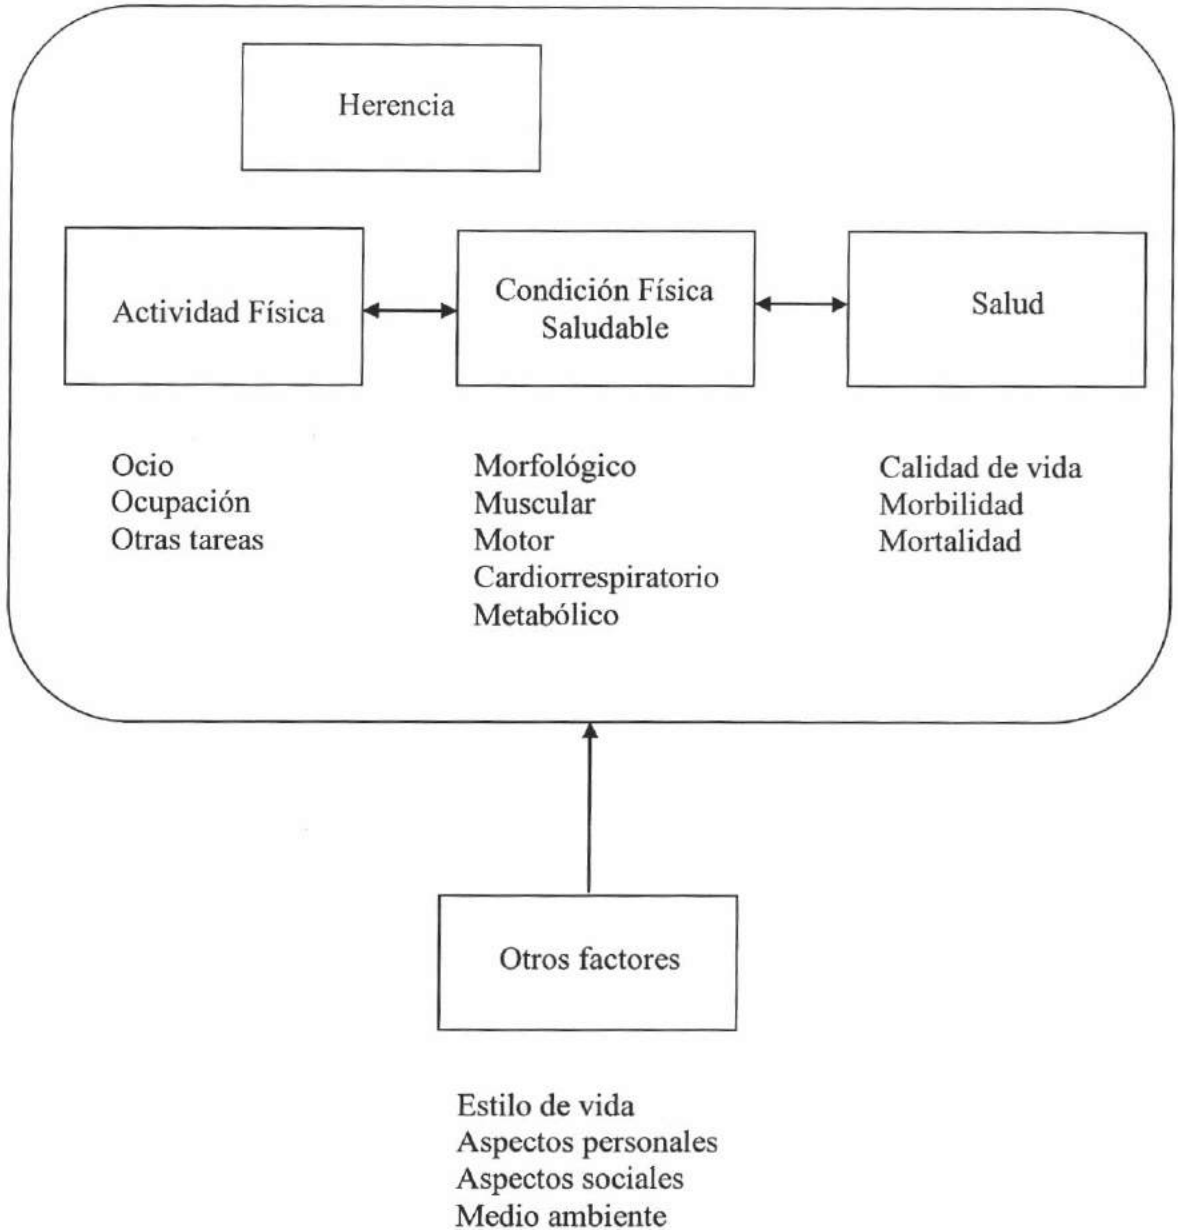 Herencia
Actividad Física
Condición Física
Saludable
Salud
Ocio
Ocupación
Otras tareas
Morfológico
Muscular
Motor
Cardiorrespiratorio
Metabólico
Calidad de vida
Morbilidad
Mortalidad
Otros factores
Estilo de vida
Aspectos personales
Aspectos sociales
Medio ambiente